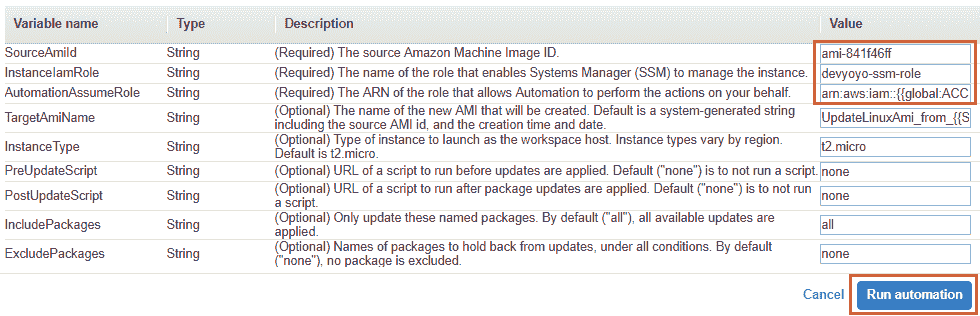 Variable name Type Description Value
SourceAmiId String (Required) The source Amazon Machine Image ID. ami-841f46ff
InstanceIamRole String (Required) The name of the role that enables Systems Manager (SSM) to manage the instance. devyoyo-ssm-role
AutomationAssumeRole String (Required) The ARN of the role that allows Automation to perform the actions on your behalf. arn:aws:iam::{{global:ACC
TargetAmiName String (Optional) The name of the new AMI that will be created. Default is a system-generated string UpdateLinuxAmi_from_{{S
including the source AMI id, and the creation time and date.
InstanceType String (Optional) Type of instance to launch as the workspace host. Instance types vary by region. t2.micro
Default is t2.micro.
PreUpdateScript String (Optional) URL of a script to run before updates are applied. Default ("none") is to not run a script. none
PostUpdateScript String (Optional) URL of a script to run after package updates are applied. Default ("none") is to not run none
a script.
IncludePackages String (Optional) Only update these named packages. By default ("all"), all available updates are all
applied.
ExcludePackages String (Optional) Names of packages to hold back from updates, under all conditions. By default none
("none"), no package is excluded.
Cancel Run automation